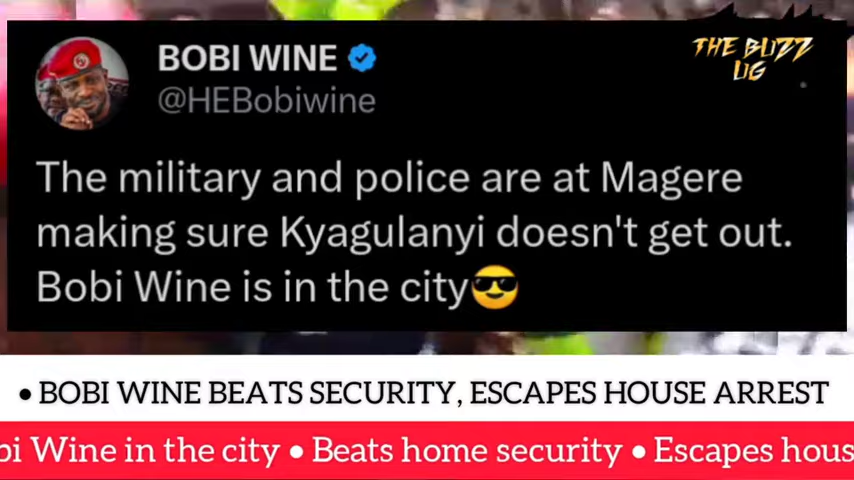 BOBI WINE
@HEBobiwine
THE BUZZ
UG
The military and police are at Magere
making sure Kyagulanyi doesn't get out.
Bobi Wine is in the city😎
• BOBI WINE BEATS SECURITY, ESCAPES HOUSE ARREST
bi Wine in the city • Beats home security • Escapes hous